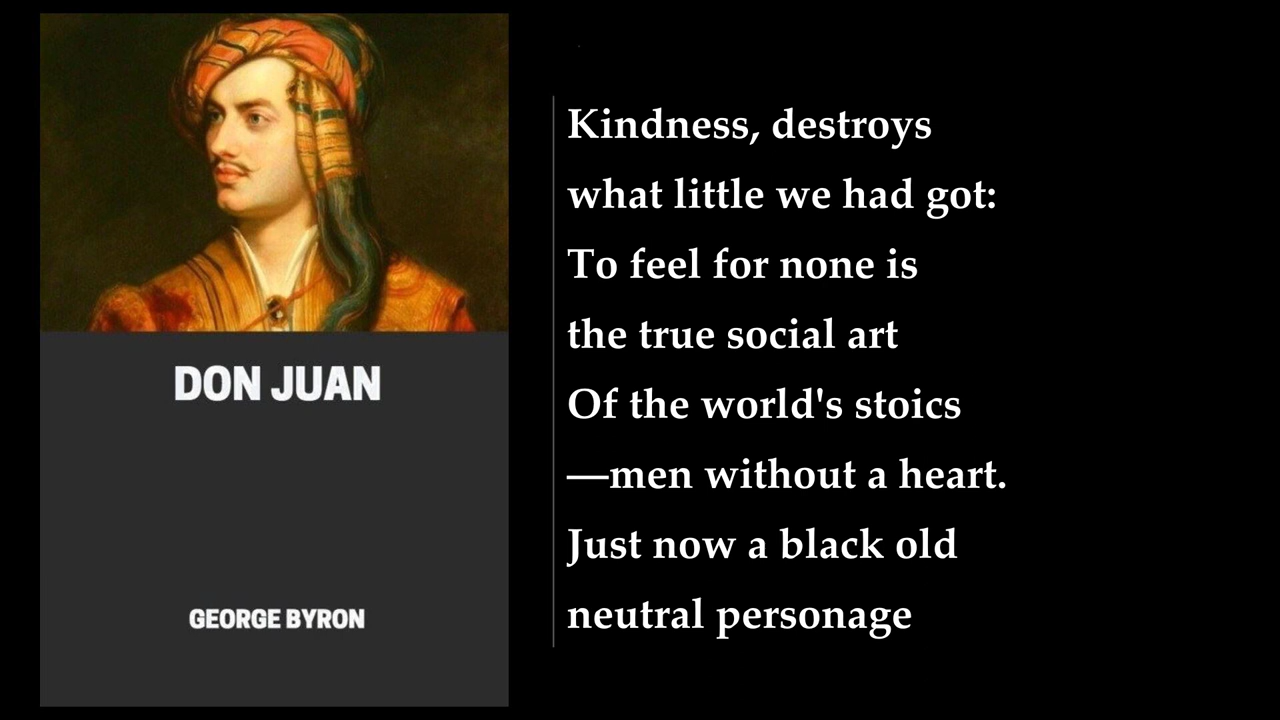 DON JUAN
GEORGE BYRON
Kindness, destroys
what little we had got:
To feel for none is
the true social art
Of the world's stoics
—men without a heart.
Just now a black old
neutral personage